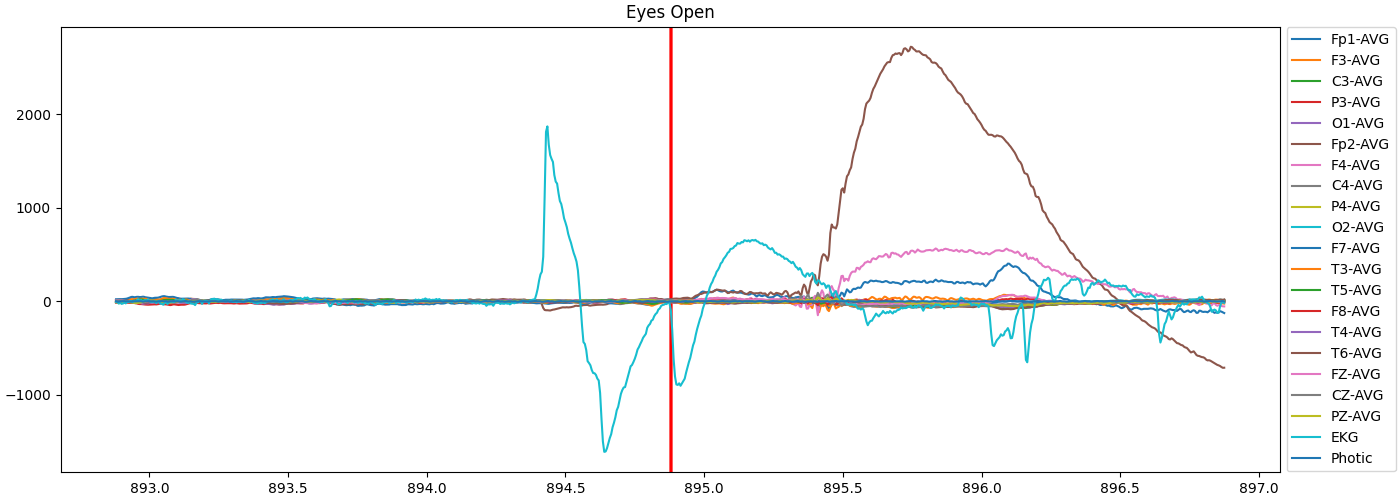 Eyes Open
2000
1000
0
−1000
893.0 893.5 894.0 894.5 895.0 895.5 896.0 896.5 897.0
Fp1-AVG
F3-AVG
C3-AVG
P3-AVG
O1-AVG
Fp2-AVG
F4-AVG
C4-AVG
P4-AVG
O2-AVG
F7-AVG
T3-AVG
T5-AVG
F8-AVG
T4-AVG
T6-AVG
FZ-AVG
CZ-AVG
PZ-AVG
EKG
Photic